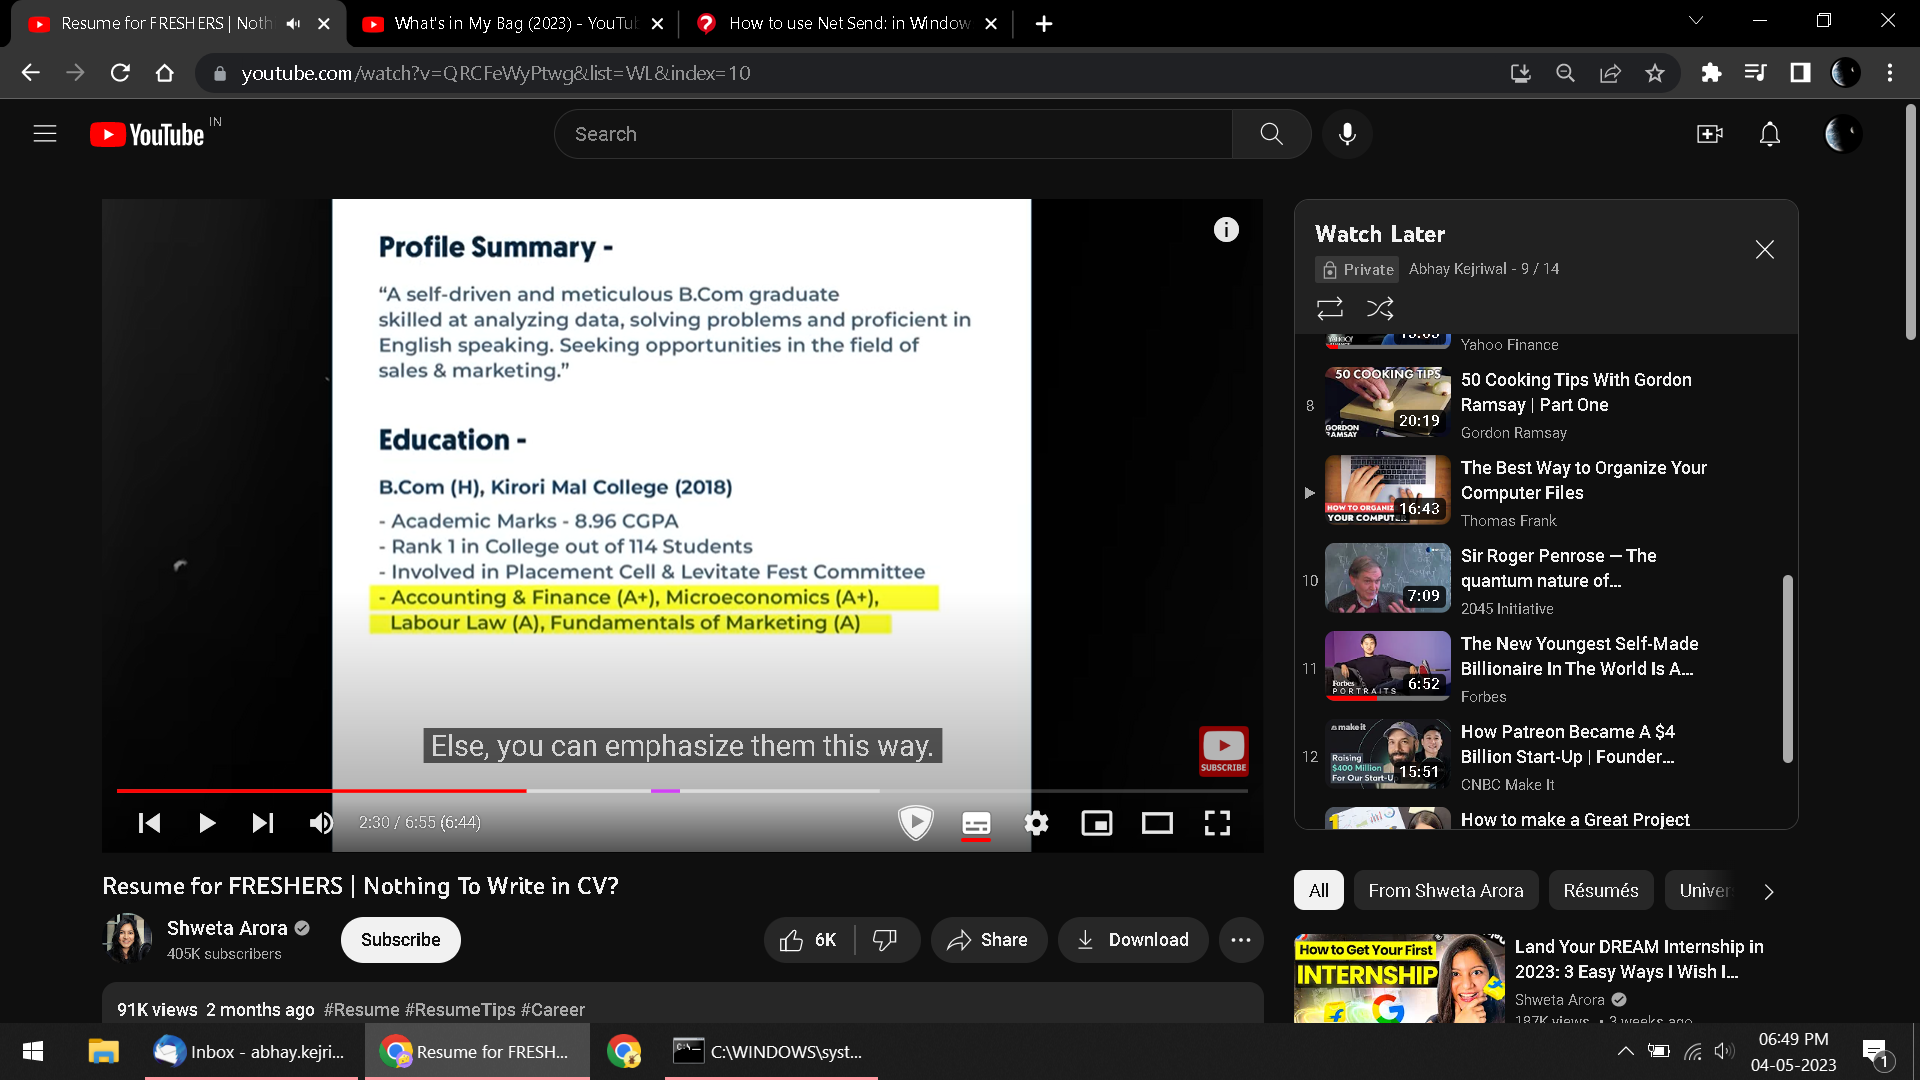 Resume for FRESHERS | Noth
What's in My Bag (2023) - YouTu
How to use Net Send: in Window
youtube.com/watch?v=QRCFeWyPtwg&list=WL&index=10
YouTube IN
Search
Profile Summary -
“A self-driven and meticulous B.Com graduate
skilled at analyzing data, solving problems and proficient in
English speaking. Seeking opportunities in the field of
sales & marketing.”
Education -
B.Com (H), Kirori Mal College (2018)
- Academic Marks - 8.96 CGPA
- Rank 1 in College out of 114 Students
- Involved in Placement Cell & Levitate Fest Committee
- Accounting & Finance (A+), Microeconomics (A+),
Labour Law (A), Fundamentals of Marketing (A)
Else, you can emphasize them this way.
SUBSCRIBE
2:30 / 6:55 (6:44)
Resume for FRESHERS | Nothing To Write in CV?
Shweta Arora
405K subscribers
Subscribe
6K
Share
Download
91K views 2 months ago #Resume #ResumeTips #Career
Watch Later
Private
Abhay Kejriwal - 9 / 14
Yahoo Finance
8
50 COOKING TIPS
GORDON
RAMSAY
20:19
50 Cooking Tips With Gordon
Ramsay | Part One
Gordon Ramsay
HOW TO ORGANIZ
YOUR COMPUTE
16:43
The Best Way to Organize Your
Computer Files
Thomas Frank
10
7:09
Sir Roger Penrose — The
quantum nature of...
2045 Initiative
11
Forbes
PORTRAITS
6:52
The New Youngest Self-Made
Billionaire In The World Is A...
Forbes
12
make it
Raising
$400 Million
For Our Start-U
15:51
How Patreon Became A $4
Billion Start-Up | Founder...
CNBC Make It
How to make a Great Project
All
From Shweta Arora
Résumés
Univer
How to Get Your First
INTERNSHIP
Land Your DREAM Internship in
2023: 3 Easy Ways I Wish I...
Shweta Arora
187K views • 3 weeks ago
Inbox - abhay.kejri...
Resume for FRESH...
C:\WINDOWS\syst...
06:49 PM
04-05-2023
1